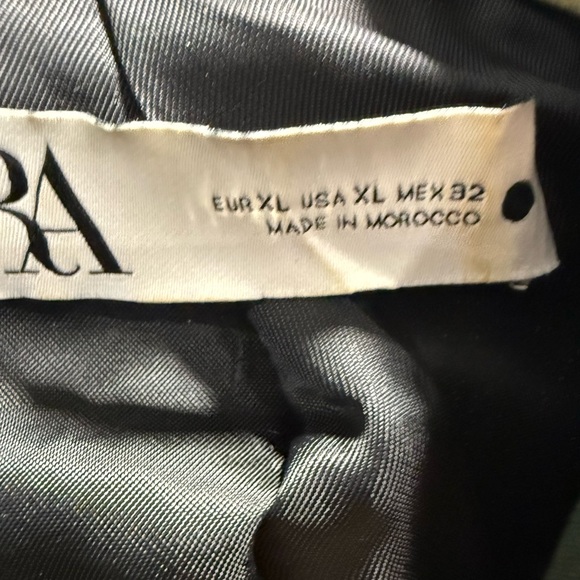 RA
EUR XL USA XL MEX 32
MADE IN MOROCCO